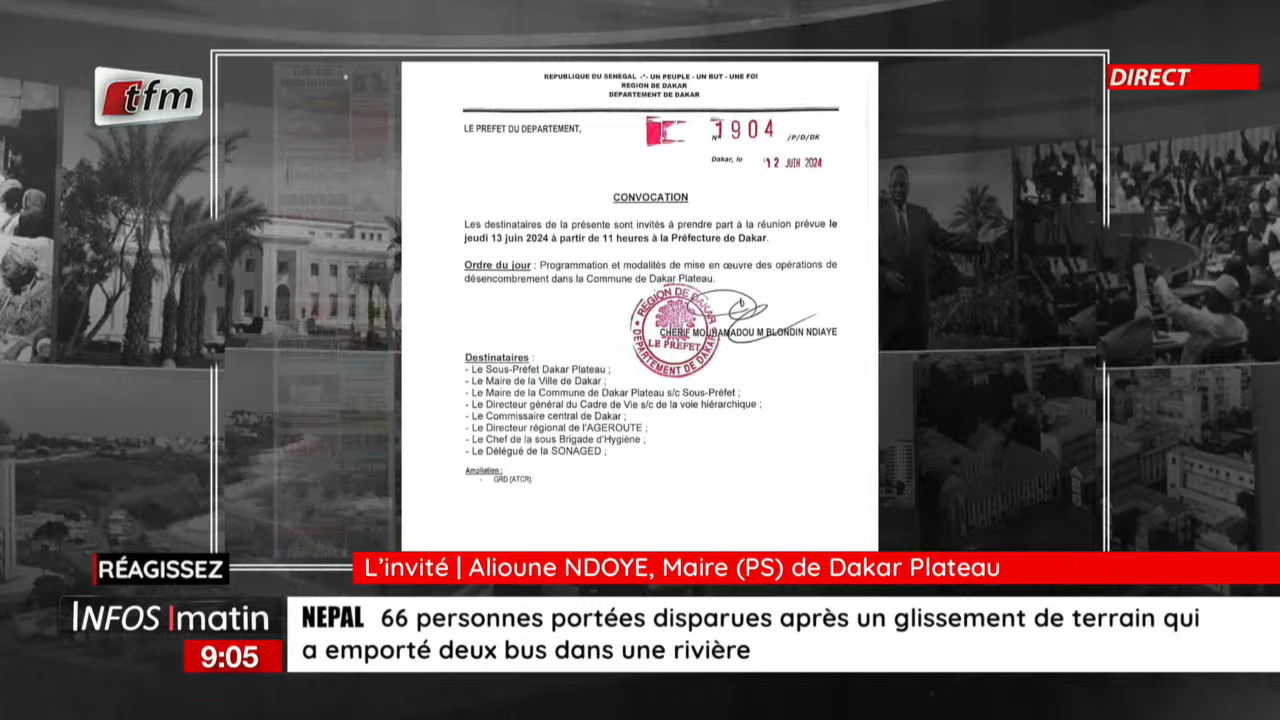 tfm
DIRECT
REPUBLIQUE DU SENEGAL -*- UN PEUPLE - UN BUT - UNE FOI
REGION DE DAKAR
DEPARTEMENT DE DAKAR
LE PREFET DU DEPARTEMENT,
N° 1904 /P/D/DK
Dakar, le 12 JUIN 2024
CONVOCATION
Les destinataires de la présente sont invités à prendre part à la réunion prévue le
jeudi 13 juin 2024 à partir de 11 heures à la Préfecture de Dakar.
Ordre du jour : Programmation et modalités de mise en œuvre des opérations de
désencombrement dans la Commune de Dakar Plateau.
REGION DE DAKAR
LE PREFET
DEPARTEMENT DE DAKAR
CHERIF MOUHAMADOU M BLONDIN NDIAYE
Destinataires :
- Le Sous-Préfet Dakar Plateau ;
- Le Maire de la Ville de Dakar ;
- Le Maire de la Commune de Dakar Plateau s/c Sous-Préfet ;
- Le Directeur général du Cadre de Vie s/c de la voie hiérarchique ;
- Le Commissaire central de Dakar ;
- Le Directeur régional de l'AGEROUTE ;
- Le Chef de la sous Brigade d'Hygiène ;
- Le Délégué de la SONAGED ;
Ampliation :
- GRD (ATCR)
RÉAGISSEZ
L'invité | Alioune NDOYE, Maire (PS) de Dakar Plateau
INFOS matin
9:05
NEPAL 66 personnes portées disparues après un glissement de terrain qui
a emporté deux bus dans une rivière